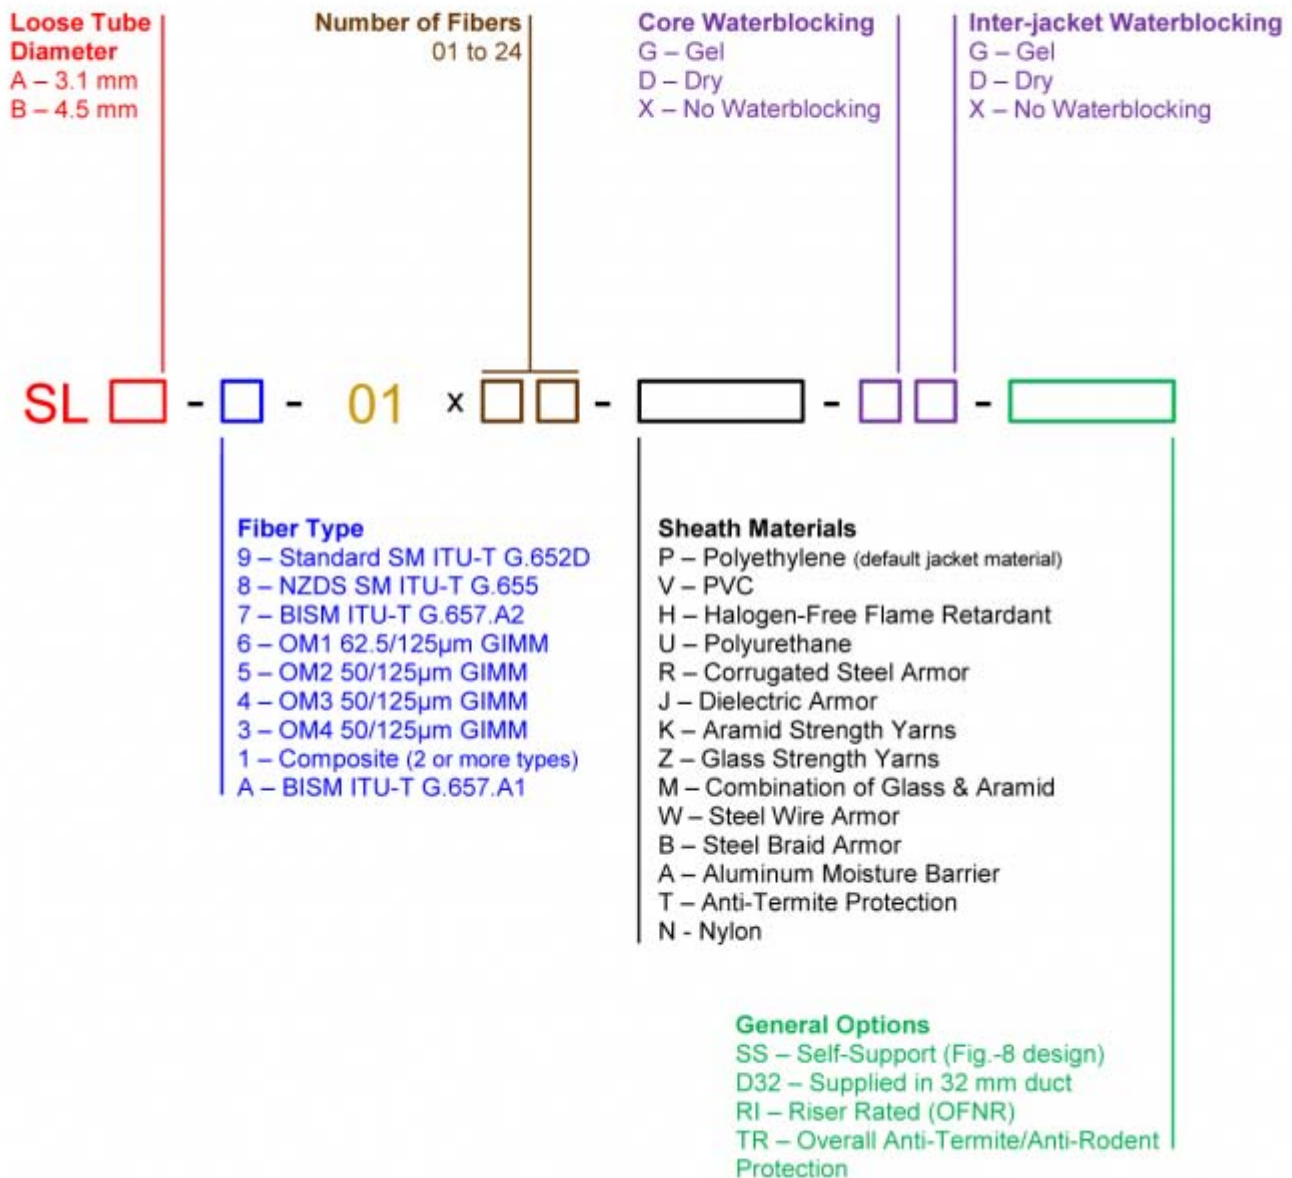 Loose Tube
Diameter
A – 3.1 mm
B – 4.5 mm
Number of Fibers
01 to 24
Core Waterblocking
G – Gel
D – Dry
X – No Waterblocking
Inter-jacket Waterblocking
G – Gel
D – Dry
X – No Waterblocking
SL - - 01 x - - -
Fiber Type
9 – Standard SM ITU-T G.652D
8 – NZDS SM ITU-T G.655
7 – BISM ITU-T G.657.A2
6 – OM1 62.5/125µm GIMM
5 – OM2 50/125µm GIMM
4 – OM3 50/125µm GIMM
3 – OM4 50/125µm GIMM
1 – Composite (2 or more types)
A – BISM ITU-T G.657.A1
Sheath Materials
P – Polyethylene (default jacket material)
V – PVC
H – Halogen-Free Flame Retardant
U – Polyurethane
R – Corrugated Steel Armor
J – Dielectric Armor
K – Aramid Strength Yarns
Z – Glass Strength Yarns
M – Combination of Glass & Aramid
W – Steel Wire Armor
B – Steel Braid Armor
A – Aluminum Moisture Barrier
T – Anti-Termite Protection
N - Nylon
General Options
SS – Self-Support (Fig.-8 design)
D32 – Supplied in 32 mm duct
RI – Riser Rated (OFNR)
TR – Overall Anti-Termite/Anti-Rodent
Protection